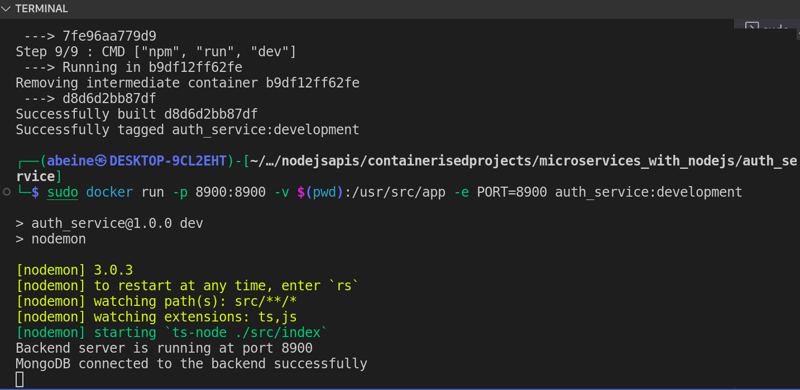 TERMINAL
---> 7fe96aa779d9
Step 9/9 : CMD ["npm", "run", "dev"]
---> Running in b9df12ff62fe
Removing intermediate container b9df12ff62fe
---> d8d6d2bb87df
Successfully built d8d6d2bb87df
Successfully tagged auth_service:development
┌──(abeine㉿DESKTOP-9CL2EHT)-[~/…/nodejsapis/containerisedprojects/microservices_with_nodejs/auth_se
rvice]
└─$ sudo docker run -p 8900:8900 -v $(pwd):/usr/src/app -e PORT=8900 auth_service:development
> auth_service@1.0.0 dev
> nodemon
[nodemon] 3.0.3
[nodemon] to restart at any time, enter `rs`
[nodemon] watching path(s): src/**/*
[nodemon] watching extensions: ts,js
[nodemon] starting `ts-node ./src/index`
Backend server is running at port 8900
MongoDB connected to the backend successfully